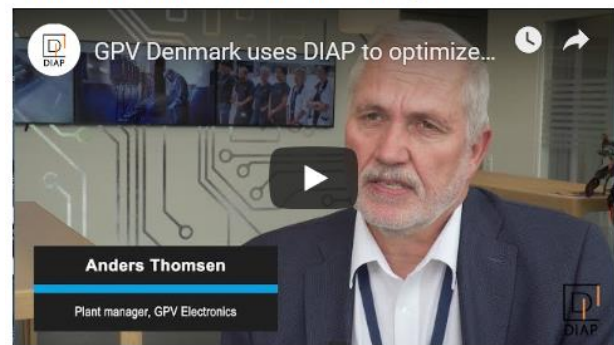 DIAP
GPV Denmark uses DIAP to optimize…
Anders Thomsen
Plant manager, GPV Electronics
DIAP